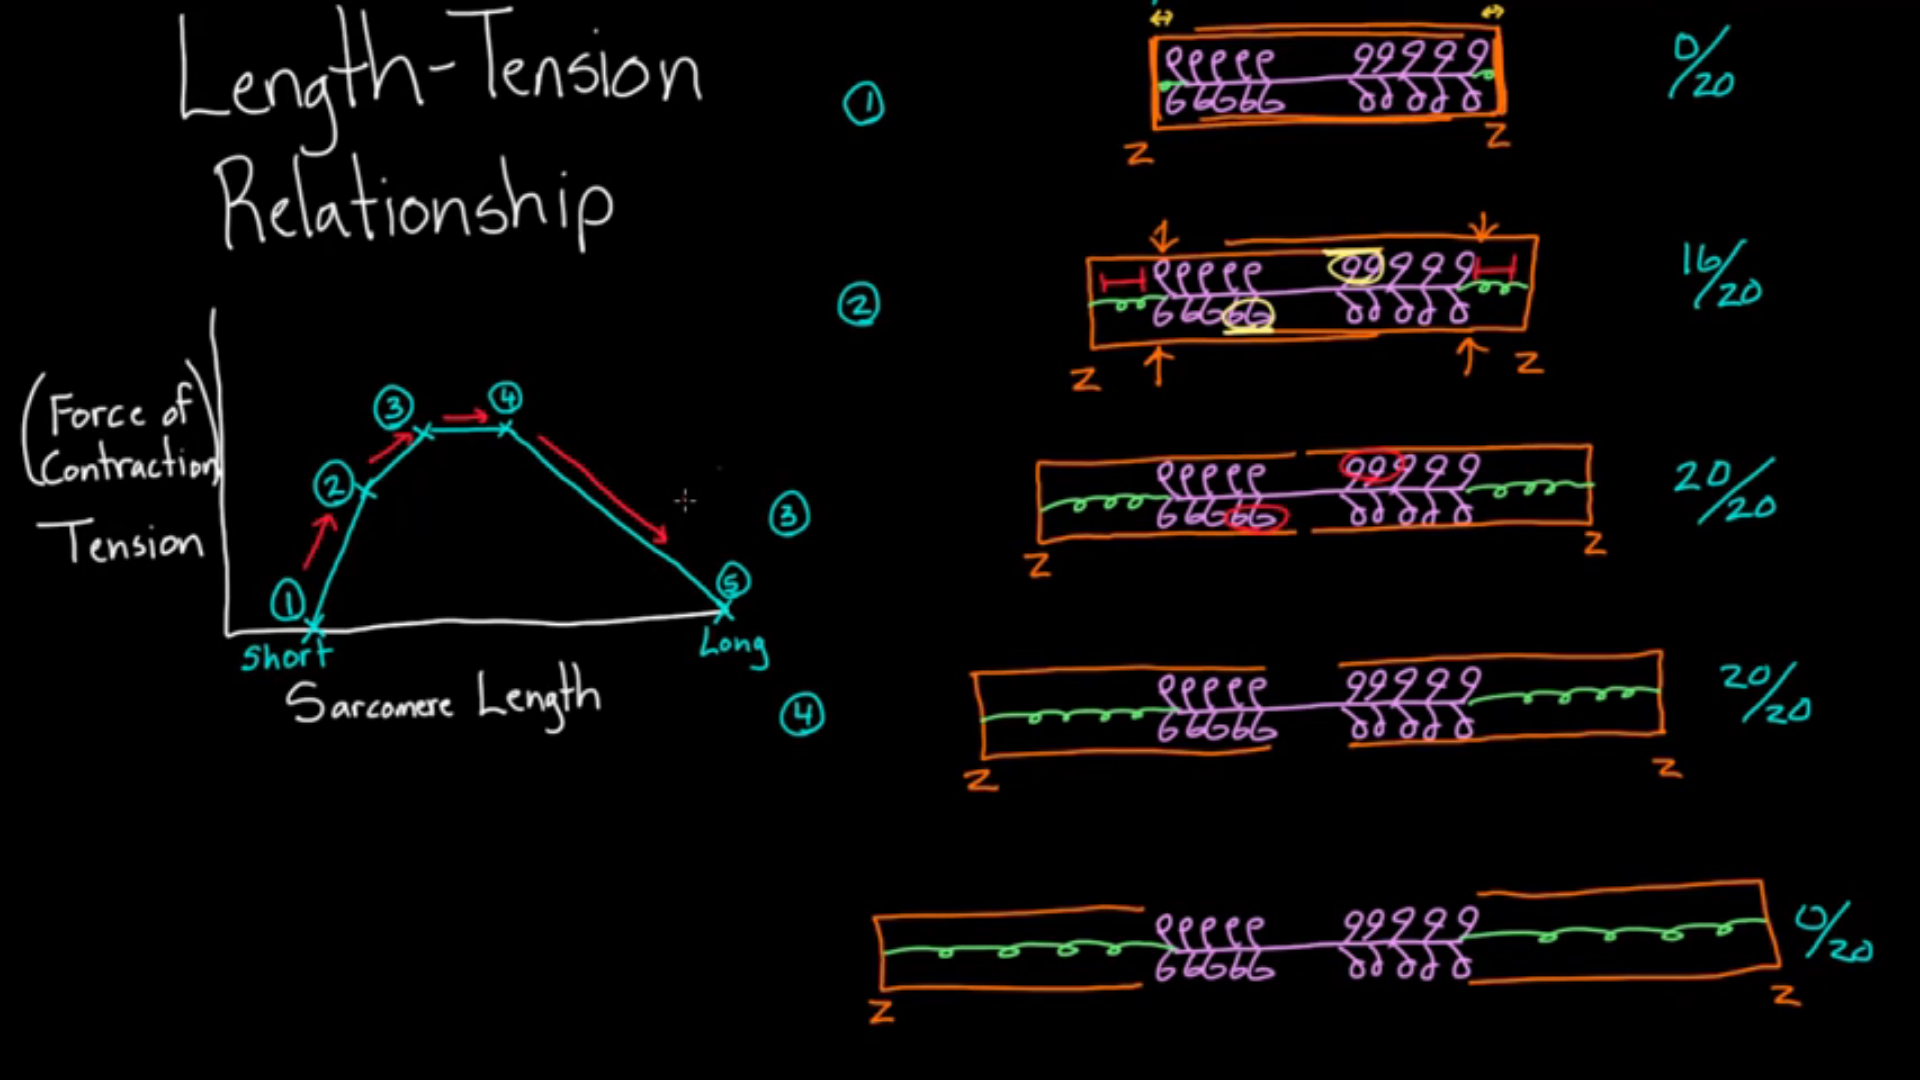 Length-Tension
Relationship
(Force of
Contraction)
Tension
1
2
3
4
5
Short
Long
Sarcomere Length
1
Z
Z
0/20
2
Z
Z
16/20
3
Z
Z
20/20
4
Z
Z
20/20
Z
Z
0/20